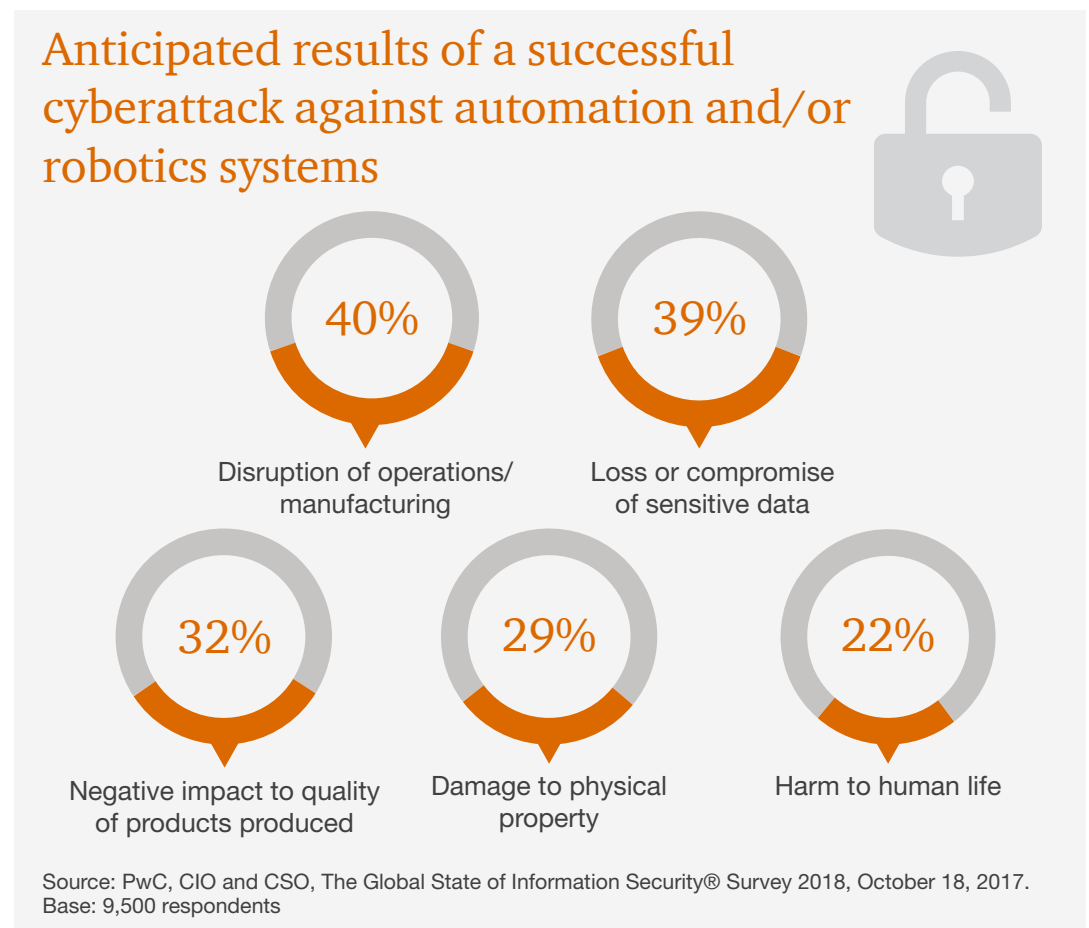 Anticipated results of a successful
cyberattack against automation and/or
robotics systems
40%
39%
Disruption of operations/
manufacturing
Loss or compromise
of sensitive data
32%
29%
22%
Negative impact to quality
of products produced
Damage to physical
property
Harm to human life
Source: PwC, CIO and CSO, The Global State of Information Security® Survey 2018, October 18, 2017.
Base: 9,500 respondents